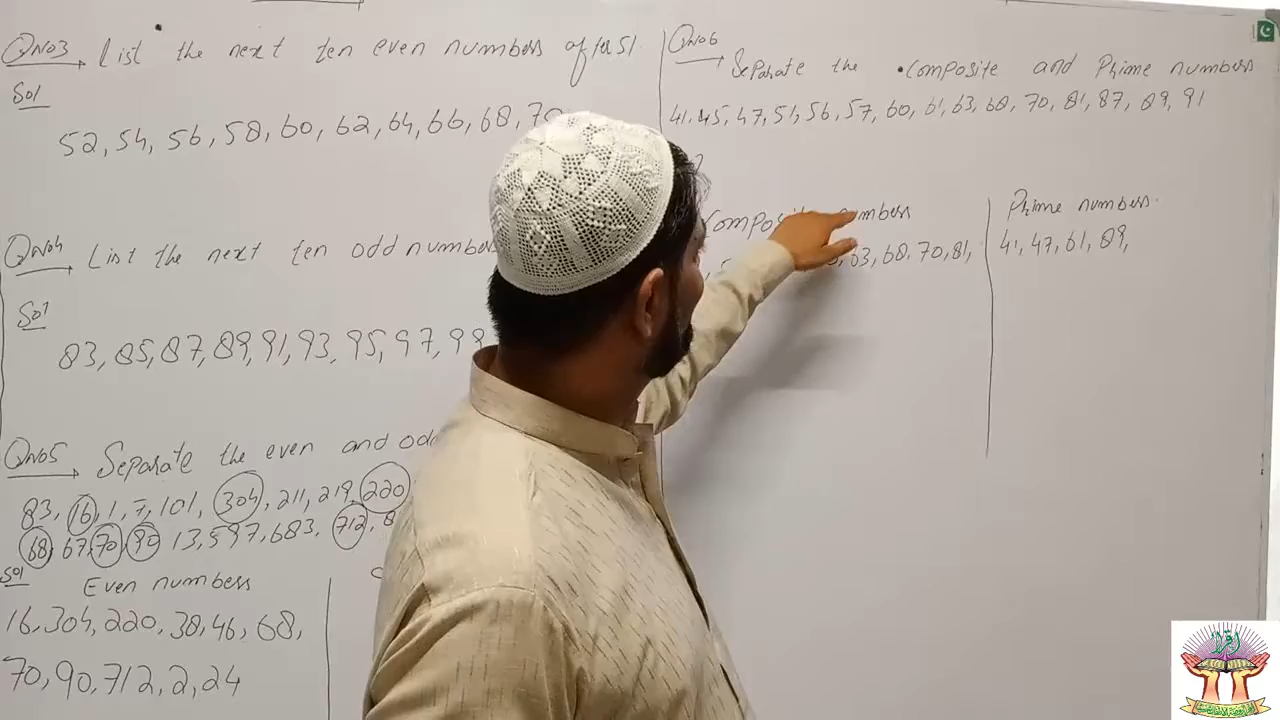 QNo3 List the next ten even numbers after 51.
Sol
52, 54, 56, 58, 60, 62, 64, 66, 68, 70
QNo4 List the next ten odd numbers
Sol
83, 85, 87, 89, 91, 93, 95, 97, 99
QNo5 Separate the even and odd
83, 16, 1, 7, 101, 304, 211, 219, 220
68, 67, 70, 90, 13, 597, 683, 712, 8
Sol Even numbers
16, 304, 220, 38, 46, 68,
70, 90, 712, 2, 24
QNo6 Separate the Composite and Prime numbers
41, 45, 47, 51, 56, 57, 60, 61, 63, 68, 70, 81, 87, 89, 91
Composite numbers
63, 68, 70, 81,
Prime numbers
41, 47, 61, 89,